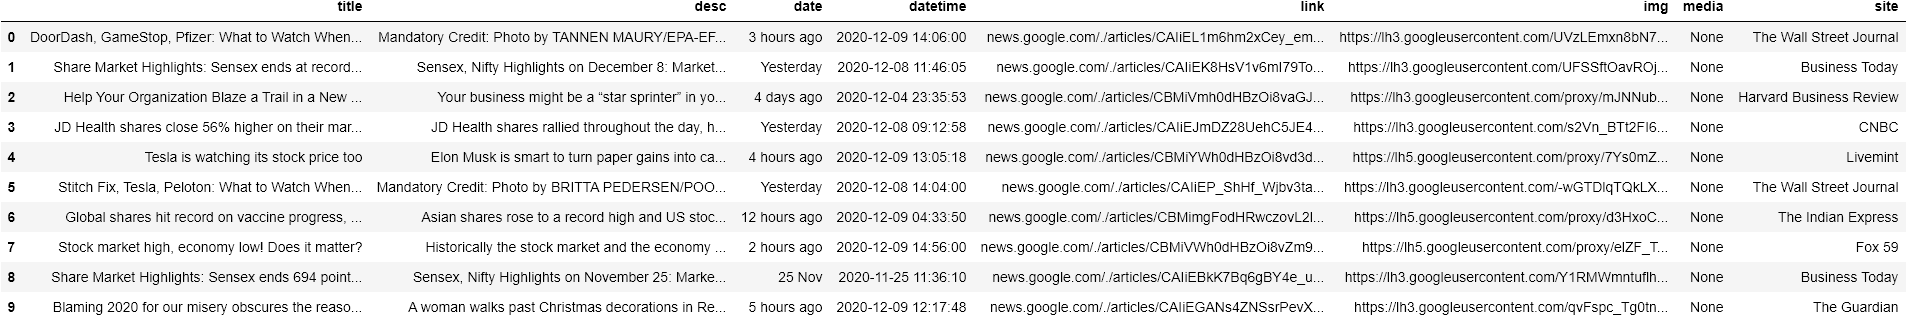 title desc date datetime link img media site
0 DoorDash, GameStop, Pfizer: What to Watch When... Mandatory Credit: Photo by TANNEN MAURY/EPA-EF... 3 hours ago 2020-12-09 14:06:00 news.google.com/./articles/CAIiEL1m6hm2xCey_em... https://lh3.googleusercontent.com/UVzLEmxn8bN7... None The Wall Street Journal
1 Share Market Highlights: Sensex ends at record... Sensex, Nifty Highlights on December 8: Market... Yesterday 2020-12-08 11:46:05 news.google.com/./articles/CAIiEK8HsV1v6ml79To... https://lh3.googleusercontent.com/UFSSftOavROj... None Business Today
2 Help Your Organization Blaze a Trail in a New ... Your business might be a “star sprinter” in yo... 4 days ago 2020-12-04 23:35:53 news.google.com/./articles/CBMiVmh0dHBzOi8vaGJ... https://lh3.googleusercontent.com/proxy/mJNNub... None Harvard Business Review
3 JD Health shares close 56% higher on their mar... JD Health shares rallied throughout the day, h... Yesterday 2020-12-08 09:12:58 news.google.com/./articles/CAIiEJmDZ28UehC5JE4... https://lh3.googleusercontent.com/s2Vn_BTt2FI6... None CNBC
4 Tesla is watching its stock price too Elon Musk is smart to turn paper gains into ca... 4 hours ago 2020-12-09 13:05:18 news.google.com/./articles/CBMiYWh0dHBzOi8vd3d... https://lh5.googleusercontent.com/proxy/7Ys0mZ... None Livemint
5 Stitch Fix, Tesla, Peloton: What to Watch When... Mandatory Credit: Photo by BRITTA PEDERSEN/POO... Yesterday 2020-12-08 14:04:00 news.google.com/./articles/CAIiEP_ShHf_Wjbv3ta... https://lh3.googleusercontent.com/-wGTDlqTQkLX... None The Wall Street Journal
6 Global shares hit record on vaccine progress, ... Asian shares rose to a record high and US stoc... 12 hours ago 2020-12-09 04:33:50 news.google.com/./articles/CBMimgFodHRwczovL2l... https://lh5.googleusercontent.com/proxy/d3HxoC... None The Indian Express
7 Stock market high, economy low! Does it matter? Historically the stock market and the economy ... 2 hours ago 2020-12-09 14:56:00 news.google.com/./articles/CBMiVWh0dHBzOi8vZm9... https://lh5.googleusercontent.com/proxy/elZF_T... None Fox 59
8 Share Market Highlights: Sensex ends 694 point... Sensex, Nifty Highlights on November 25: Marke... 25 Nov 2020-11-25 11:36:10 news.google.com/./articles/CAIiEBkK7Bq6gBY4e_u... https://lh3.googleusercontent.com/Y1RMWmntuflh... None Business Today
9 Blaming 2020 for our misery obscures the reaso... A woman walks past Christmas decorations in Re... 5 hours ago 2020-12-09 12:17:48 news.google.com/./articles/CAIiEGANs4ZNSsrPevX... https://lh3.googleusercontent.com/qvFspc_Tg0tn... None The Guardian